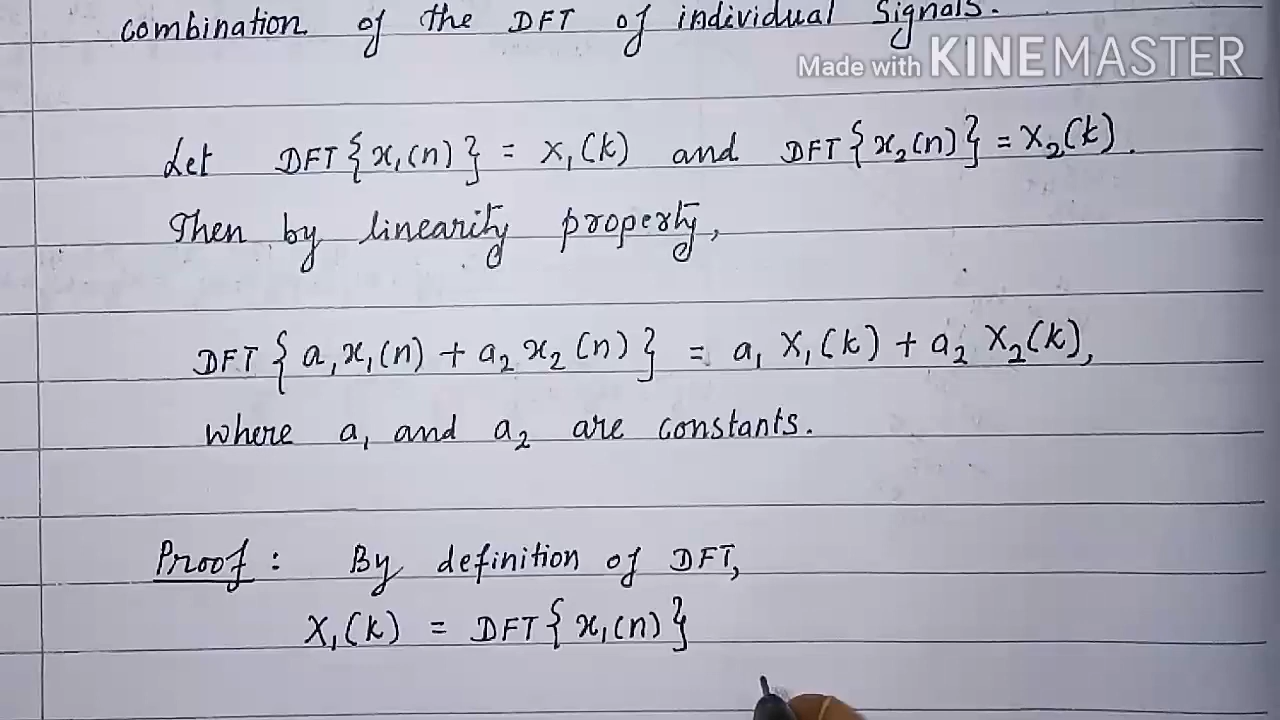 combination of the DFT of individual signals.
Made with KINEMASTER
Let DFT{x₁(n)} = X₁(k) and DFT{x₂(n)} = X₂(k).
Then by linearity property,
DFT{a₁x₁(n) + a₂x₂(n)} = a₁X₁(k) + a₂X₂(k),
where a₁ and a₂ are constants.
Proof: By definition of DFT,
X₁(k) = DFT{x₁(n)}